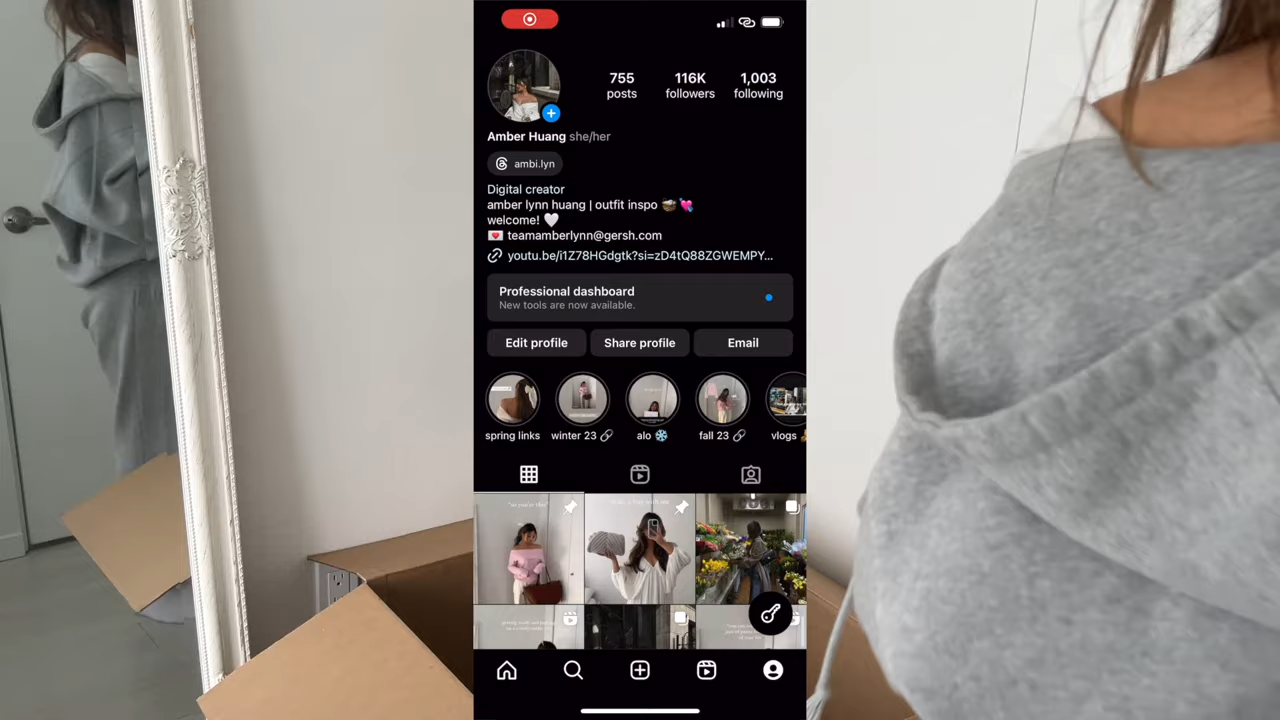 755
116K
1,003
posts
followers
following
Amber Huang she/her
ambi.lyn
Digital creator
amber lynn huang | outfit inspo 🧺💘
welcome! 🤍
💌 teamamberlynn@gersh.com
youtu.be/i1Z78HGdgtk?si=zD4tQ88ZGWEMPY...
Professional dashboard
New tools are now available.
Edit profile
Share profile
Email
spring links
winter 23 🔗
alo ❄️
fall 23 🔗
vlogs